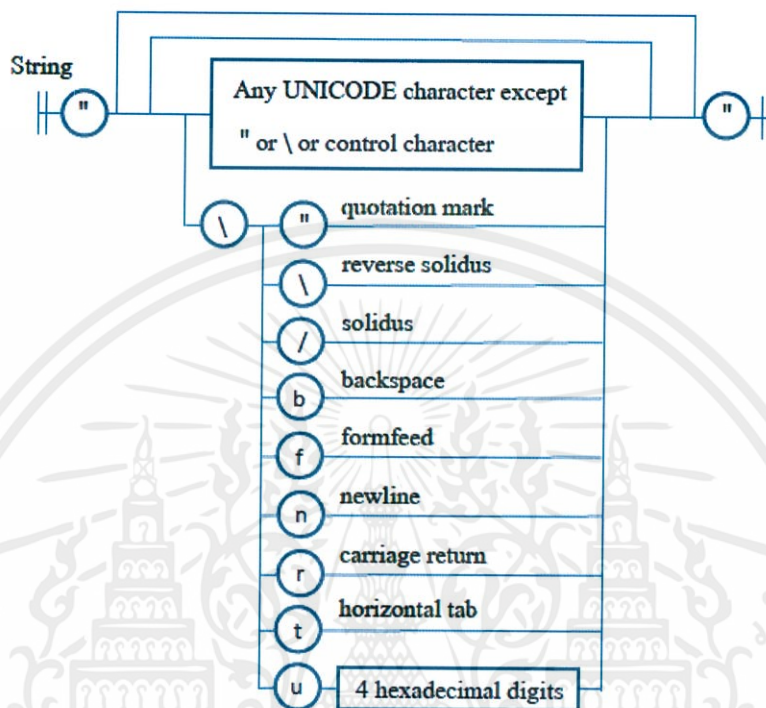 String
"
Any UNICODE character except
" or \ or control character
"
\
" quotation mark
\ reverse solidus
/ solidus
b backspace
f formfeed
n newline
r carriage return
t horizontal tab
u 4 hexadecimal digits